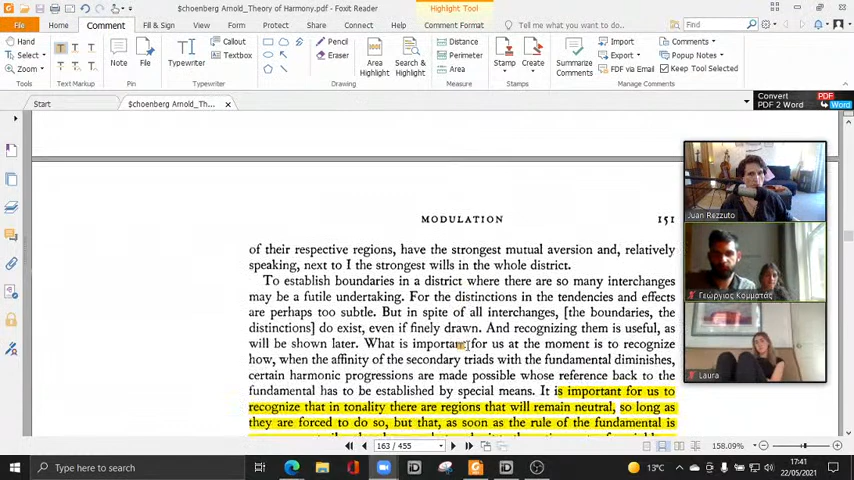 $choenberg Arnold_Theory of Harmony.pdf - Foxit Reader
Highlight Tool
File
Home
Comment
Fill & Sign
View
Form
Protect
Share
Connect
Help
Comment Format
Tell me what you want to do...
Hand
Select
Zoom
Text Markup
Note
File
Typewriter
Callout
Textbox
Typewriter
Pencil
Eraser
Drawing
Area
Highlight
Search &
Highlight
Distance
Perimeter
Area
Measure
Stamp
Create
Summarize
Comments
Import
Export
FDF via Email
Comments
Popup Notes
Keep Tool Selected
Manage Comments
Start
$choenberg Arnold_Th...
Convert PDF
PDF 2 Word
Word
MODULATION 151
of their respective regions, have the strongest mutual aversion and, relatively
speaking, next to I the strongest wills in the whole district.
To establish boundaries in a district where there are so many interchanges
may be a futile undertaking. For the distinctions in the tendencies and effects
are perhaps too subtle. But in spite of all interchanges, [the boundaries, the
distinctions] do exist, even if finely drawn. And recognizing them is useful, as
will be shown later. What is important for us at the moment is to recognize
how, when the affinity of the secondary triads with the fundamental diminishes,
certain harmonic progressions are made possible whose reference back to the
fundamental has to be established by special means. It is important for us to
recognize that in tonality there are regions that will remain neutral, so long as
they are forced to do so, but that, as soon as the rule of the fundamental is
Juan Rezzuto
Γεώργιος Κομματάς
Laura
163 / 455
158.09%
Type here to search
13°C
17:41
22/05/2021